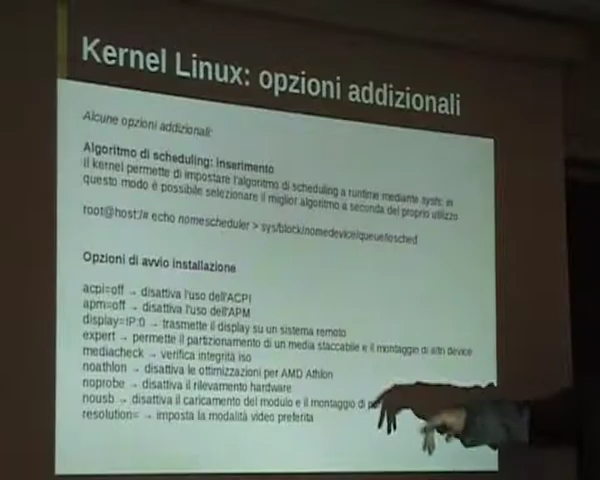 Kernel Linux: opzioni addizionali
Alcune opzioni addizionali:
Algoritmo di scheduling: inserimento
Il kernel permette di impostare l'algoritmo di scheduling a runtime mediante sysfs: in
questo modo è possibile selezionare il miglior algoritmo a seconda del proprio utilizzo
root@host:/# echo nomescheduler > sys/block/nomedevice/queue/iosched
Opzioni di avvio installazione
acpi=off → disattiva l'uso dell'ACPI
apm=off → disattiva l'uso dell'APM
display=IP:0 → trasmette il display su un sistema remoto
expert → permette il partizionamento di un media staccabile e il montaggio di altri device
mediacheck → verifica integrità iso
noathlon → disattiva le ottimizzazioni per AMD Athlon
noprobe → disattiva il rilevamento hardware
nousb → disattiva il caricamento del modulo e il montaggio di
resolution= → imposta la modalità video preferita